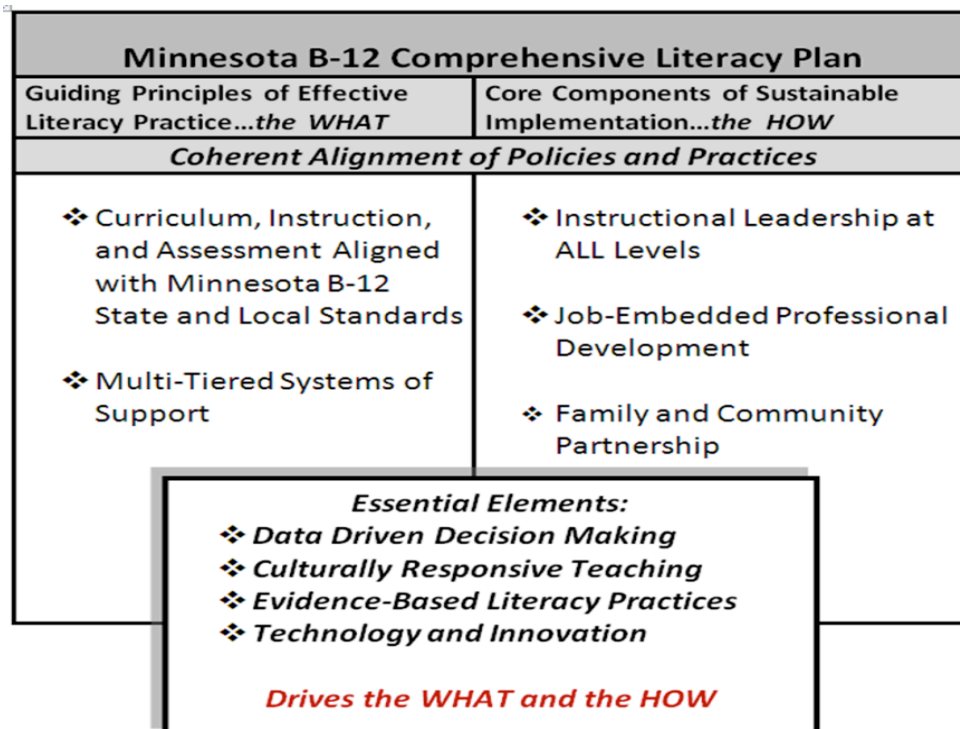 Minnesota B-12 Comprehensive Literacy Plan
Guiding Principles of Effective
Literacy Practice...the WHAT
Core Components of Sustainable
Implementation...the HOW
Coherent Alignment of Policies and Practices
❖ Curriculum, Instruction,
and Assessment Aligned
with Minnesota B-12
State and Local Standards
❖ Multi-Tiered Systems of
Support
❖ Instructional Leadership at
ALL Levels
❖ Job-Embedded Professional
Development
❖ Family and Community
Partnership
Essential Elements:
❖ Data Driven Decision Making
❖ Culturally Responsive Teaching
❖ Evidence-Based Literacy Practices
❖ Technology and Innovation
Drives the WHAT and the HOW